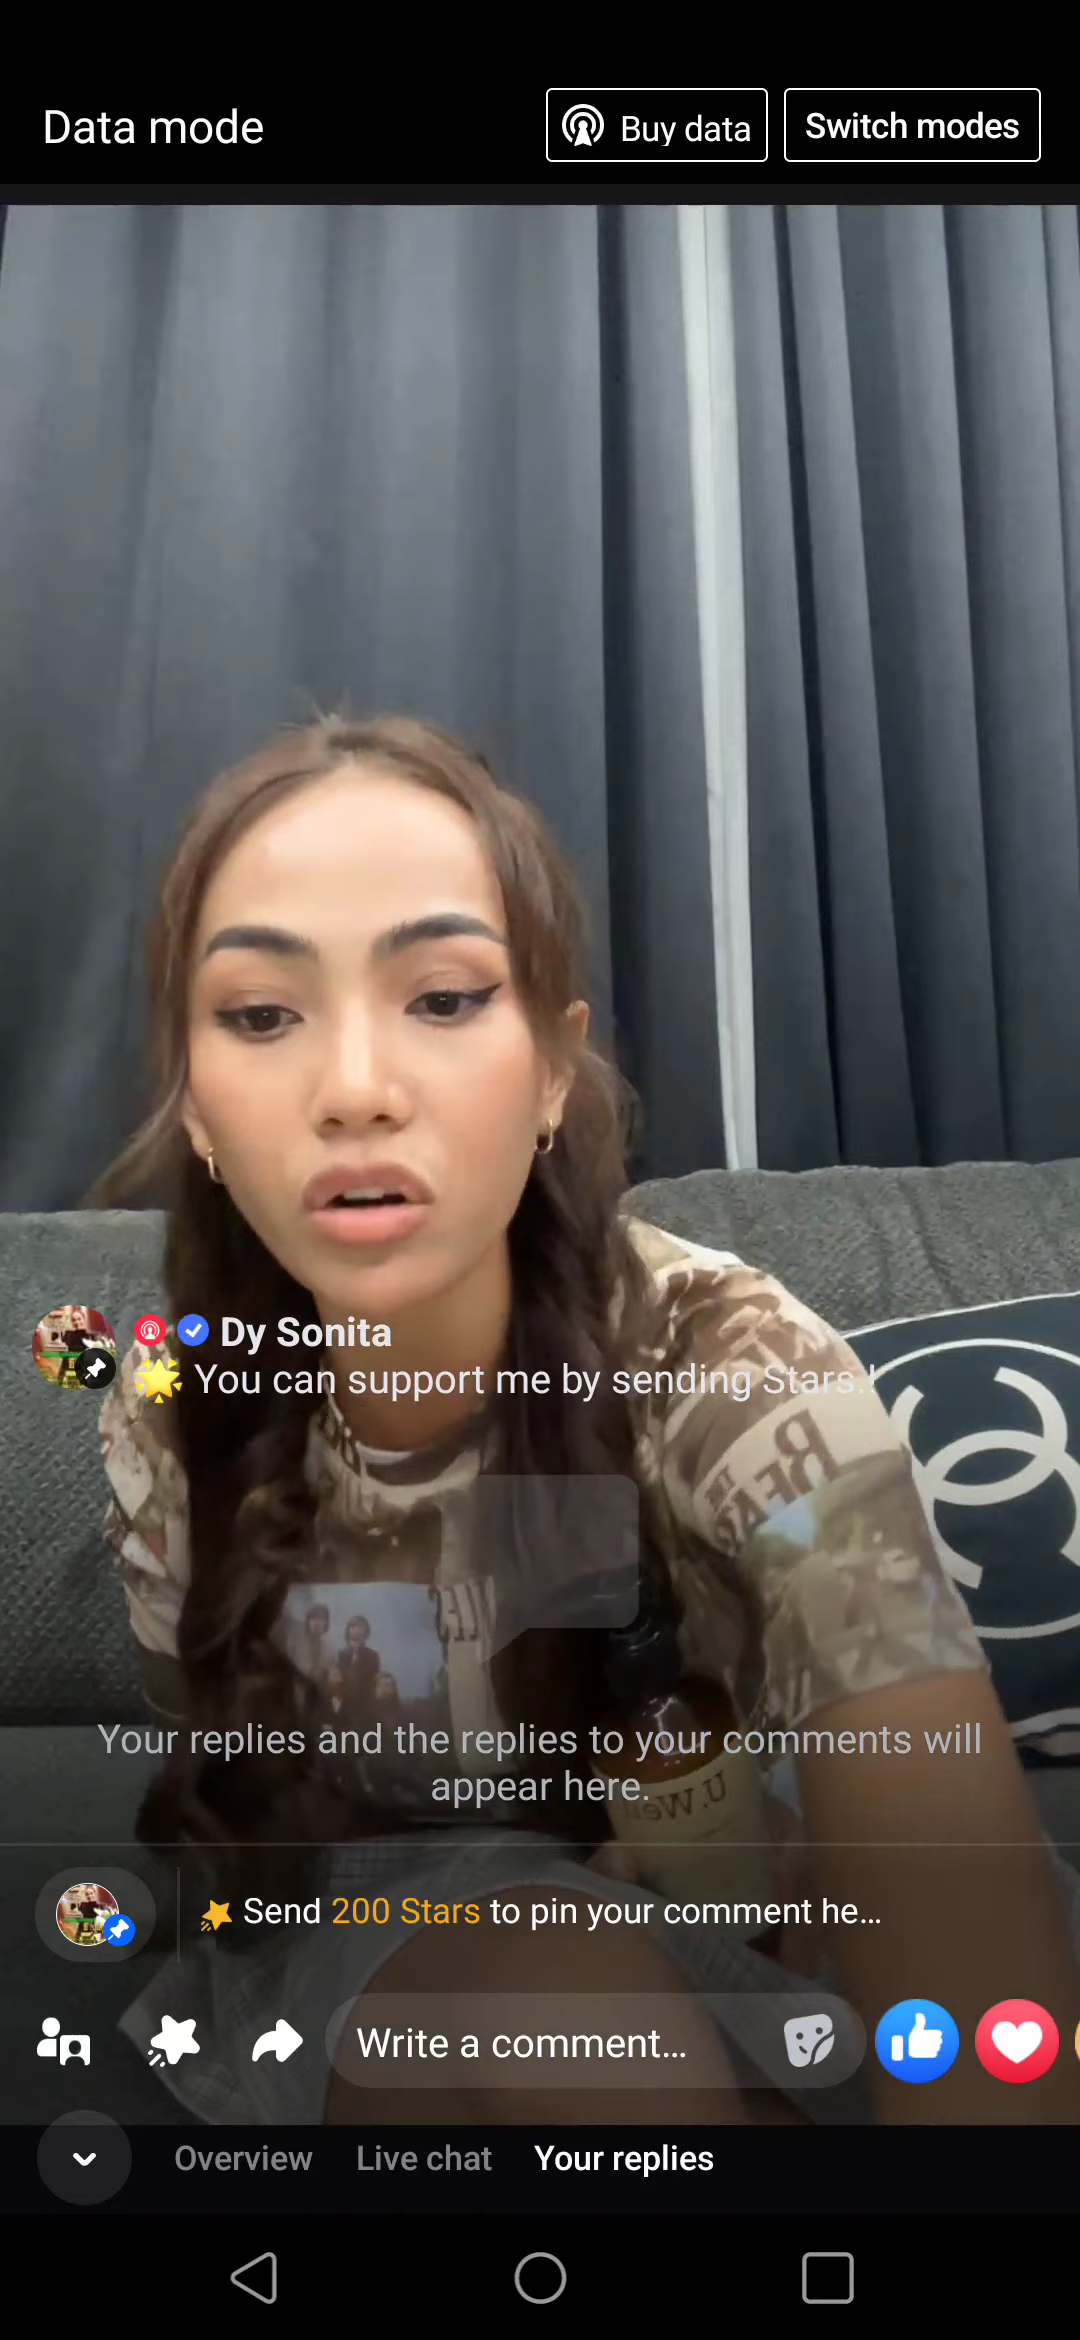 Data mode
Buy data
Switch modes
Dy Sonita
🌟 You can support me by sending Stars!
Your replies and the replies to your comments will
appear here.
U.Well
Send 200 Stars to pin your comment he...
Write a comment...
Overview
Live chat
Your replies